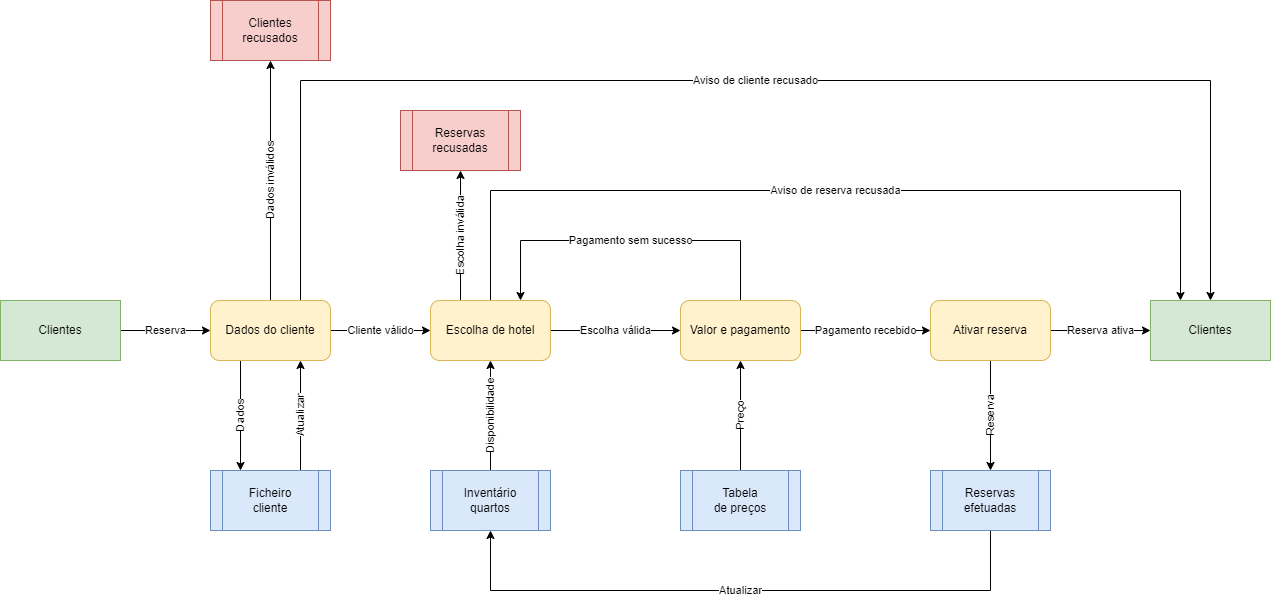 Clientes
recusados
Aviso de cliente recusado
Dados inválidos
Reservas
recusadas
Aviso de reserva recusada
Escolha inválida
Pagamento sem sucesso
Clientes
Reserva
Dados do cliente
Cliente válido
Escolha de hotel
Escolha válida
Valor e pagamento
Pagamento recebido
Ativar reserva
Reserva ativa
Clientes
Dados
Atualizar
Disponibilidade
Preço
Reserva
Ficheiro
cliente
Inventário
quartos
Tabela
de preços
Reservas
efetuadas
Atualizar